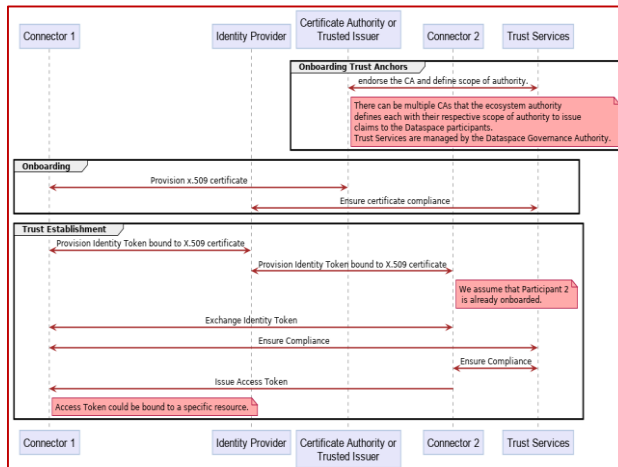 Connector 1
Identity Provider
Certificate Authority or
Trusted Issuer
Connector 2
Trust Services
Onboarding Trust Anchors
endorse the CA and define scope of authority.
There can be multiple CAs that the ecosystem authority
defines each with their respective scope of authority to issue
claims to the Dataspace participants.
Trust Services are managed by the Dataspace Governance Authority.
Onboarding
Provision x.509 certificate
Ensure certificate compliance
Trust Establishment
Provision Identity Token bound to X.509 certificate
Provision Identity Token bound to X.509 certificate
We assume that Participant 2
is already onboarded.
Exchange Identity Token
Ensure Compliance
Ensure Compliance
Issue Access Token
Access Token could be bound to a specific resource.
Connector 1
Identity Provider
Certificate Authority or
Trusted Issuer
Connector 2
Trust Services